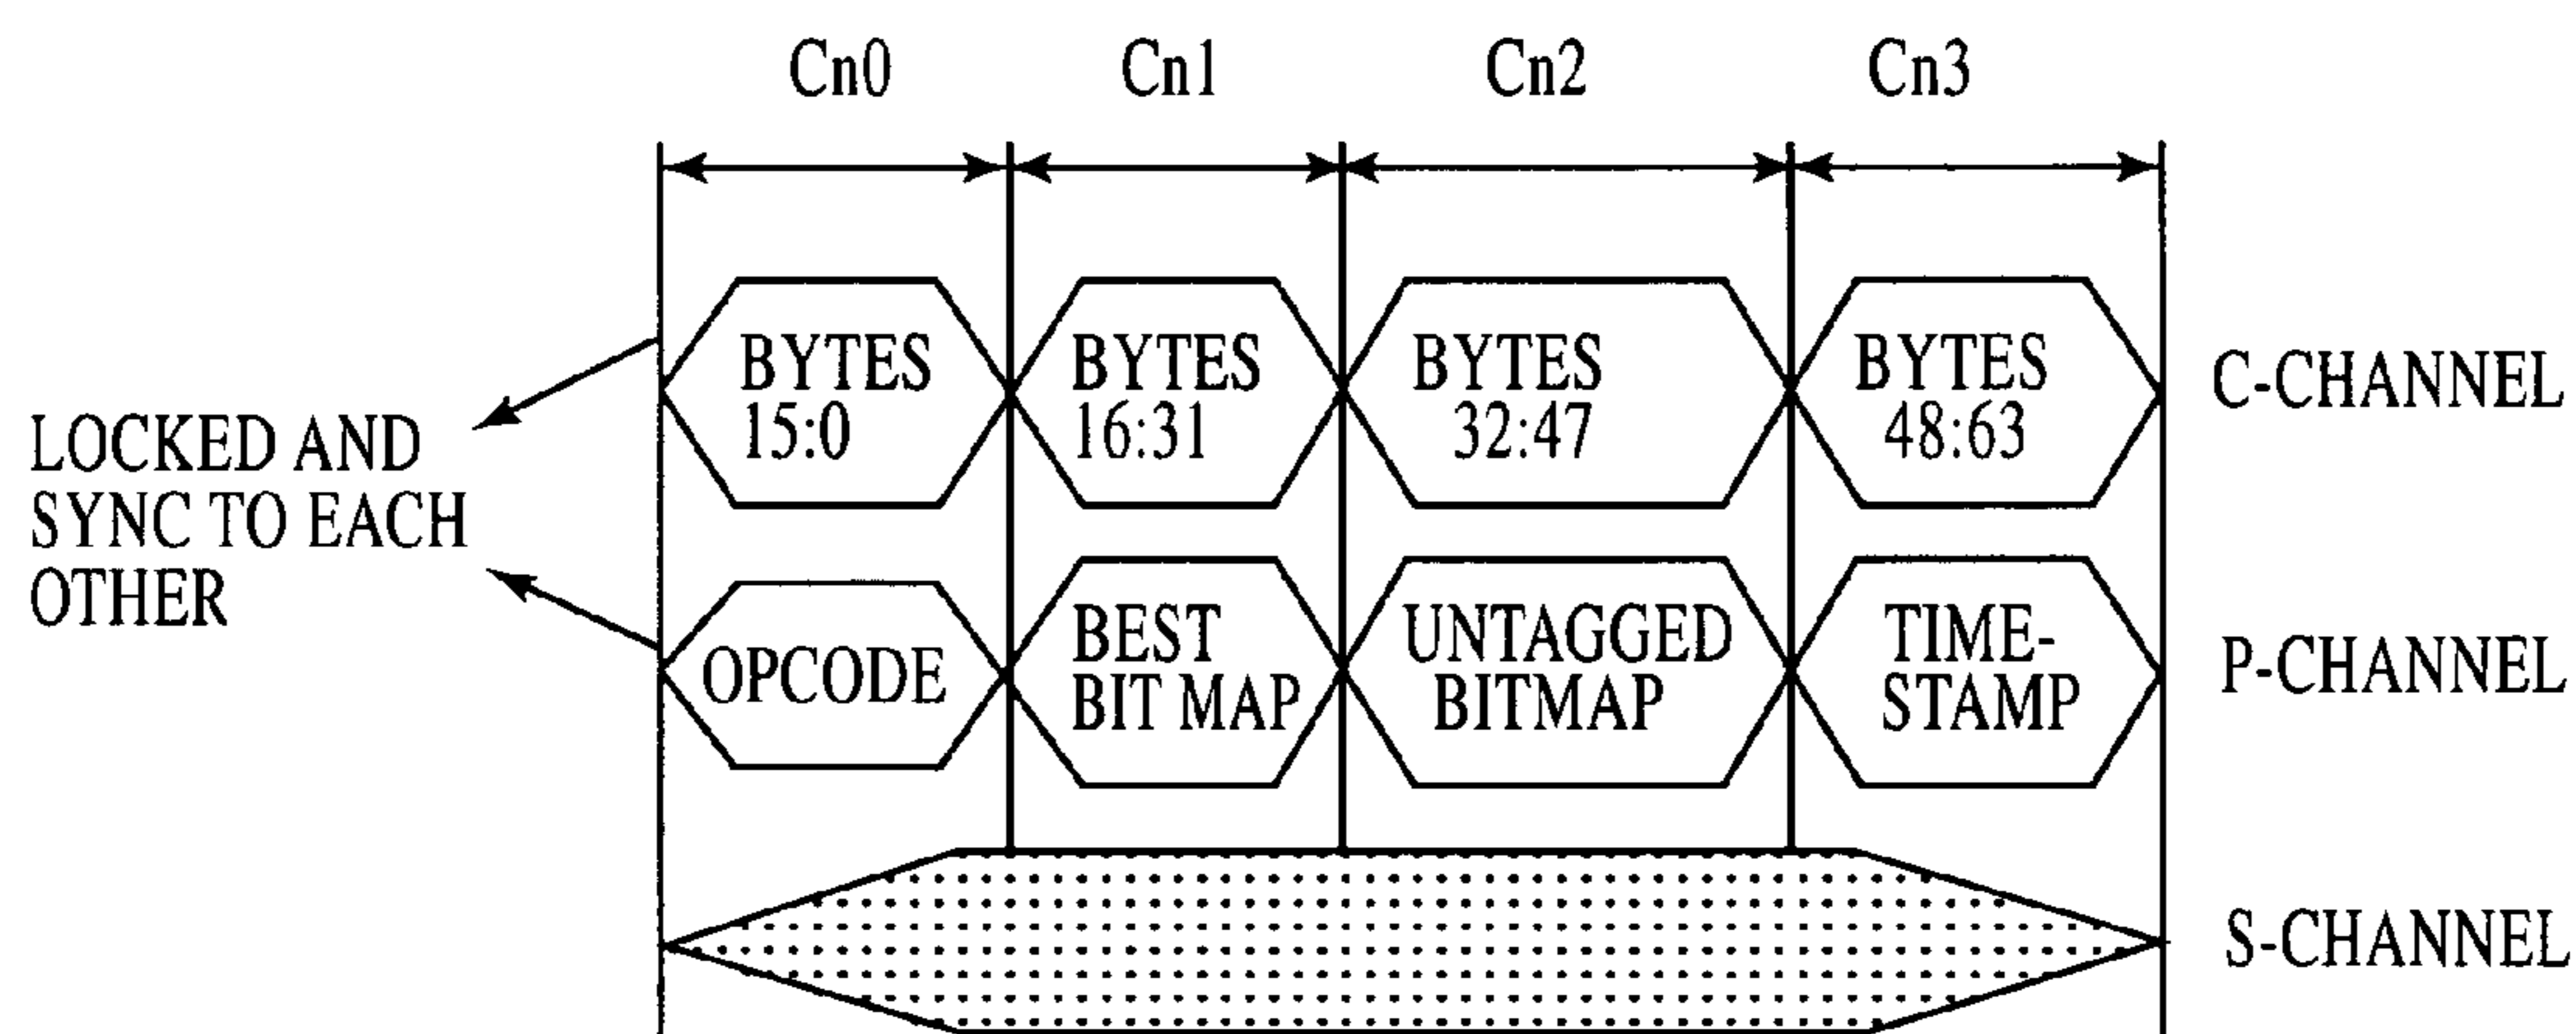 Cn0 Cn1 Cn2 Cn3
BYTES
15:0
BYTES
16:31
BYTES
32:47
BYTES
48:63
C-CHANNEL
LOCKED AND
SYNC TO EACH
OTHER
OPCODE
BEST
BIT MAP
UNTAGGED
BITMAP
TIME-
STAMP
P-CHANNEL
S-CHANNEL